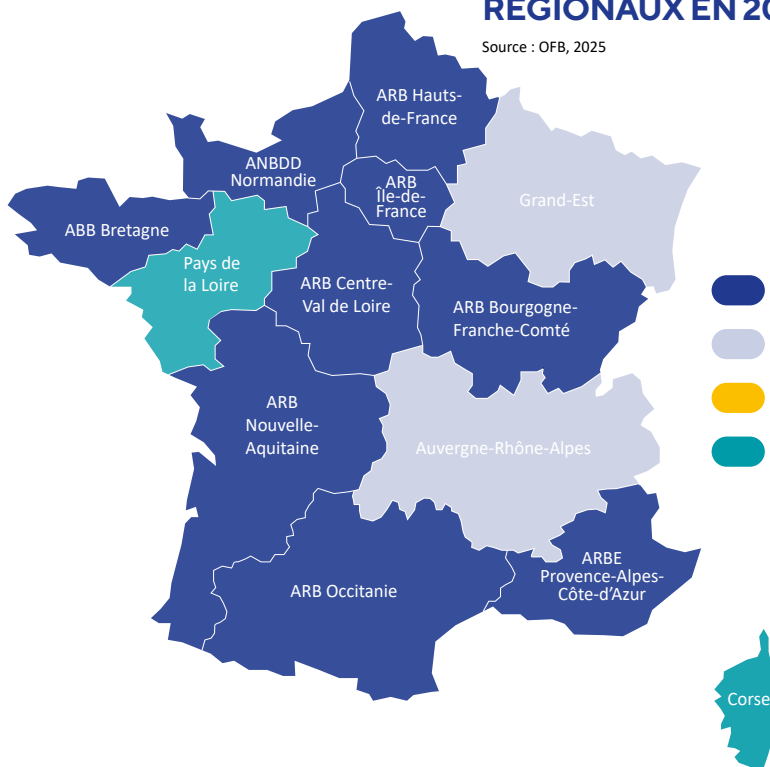 RÉGIONAUX EN 20
Source : OFB, 2025
ARB Hauts-
de-France
ANBDD
Normandie
ARB
Île-de-
France
Grand-Est
ABB Bretagne
Pays de
la Loire
ARB Centre-
Val de Loire
ARB Bourgogne-
Franche-Comté
ARB
Nouvelle-
Aquitaine
Auvergne-Rhône-Alpes
ARBE
Provence-Alpes-
Côte-d'Azur
ARB Occitanie
Corse